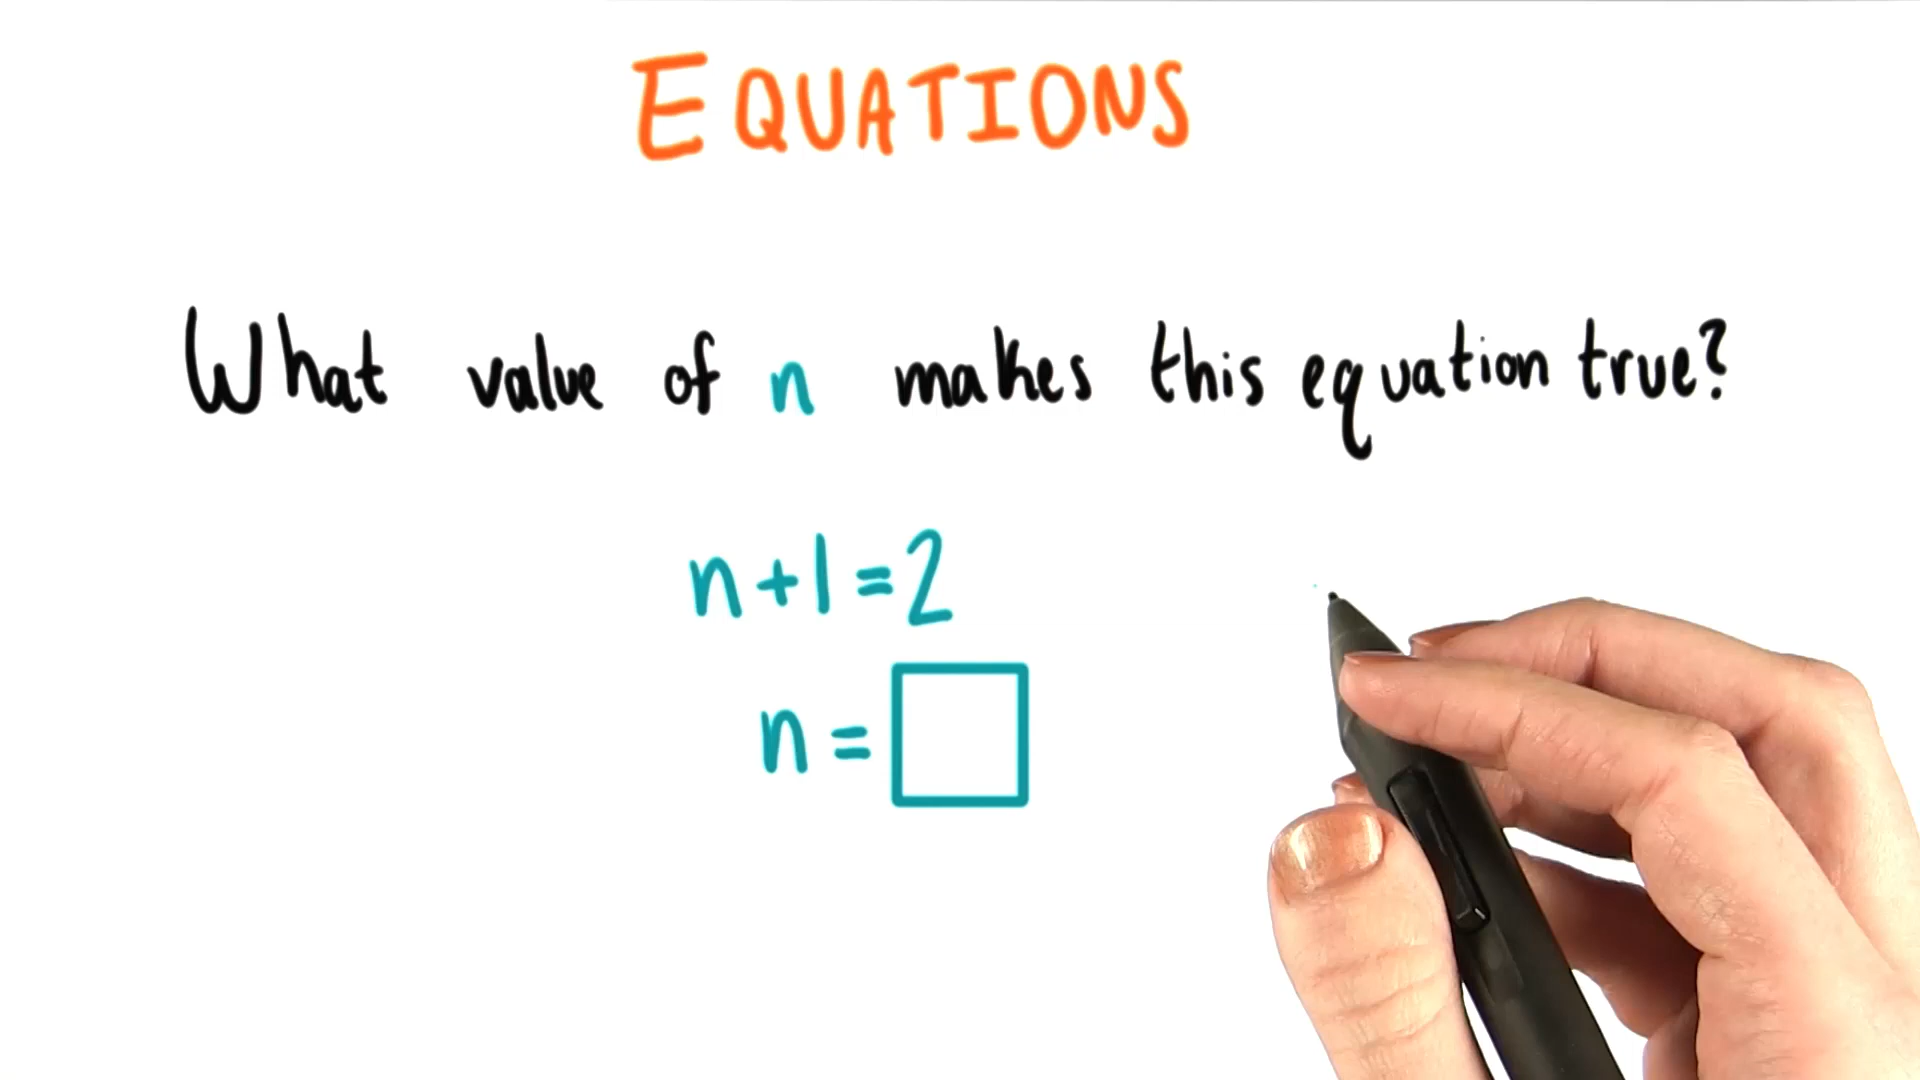 EQUATIONS
What value of n makes this equation true?
n+1=2
n=